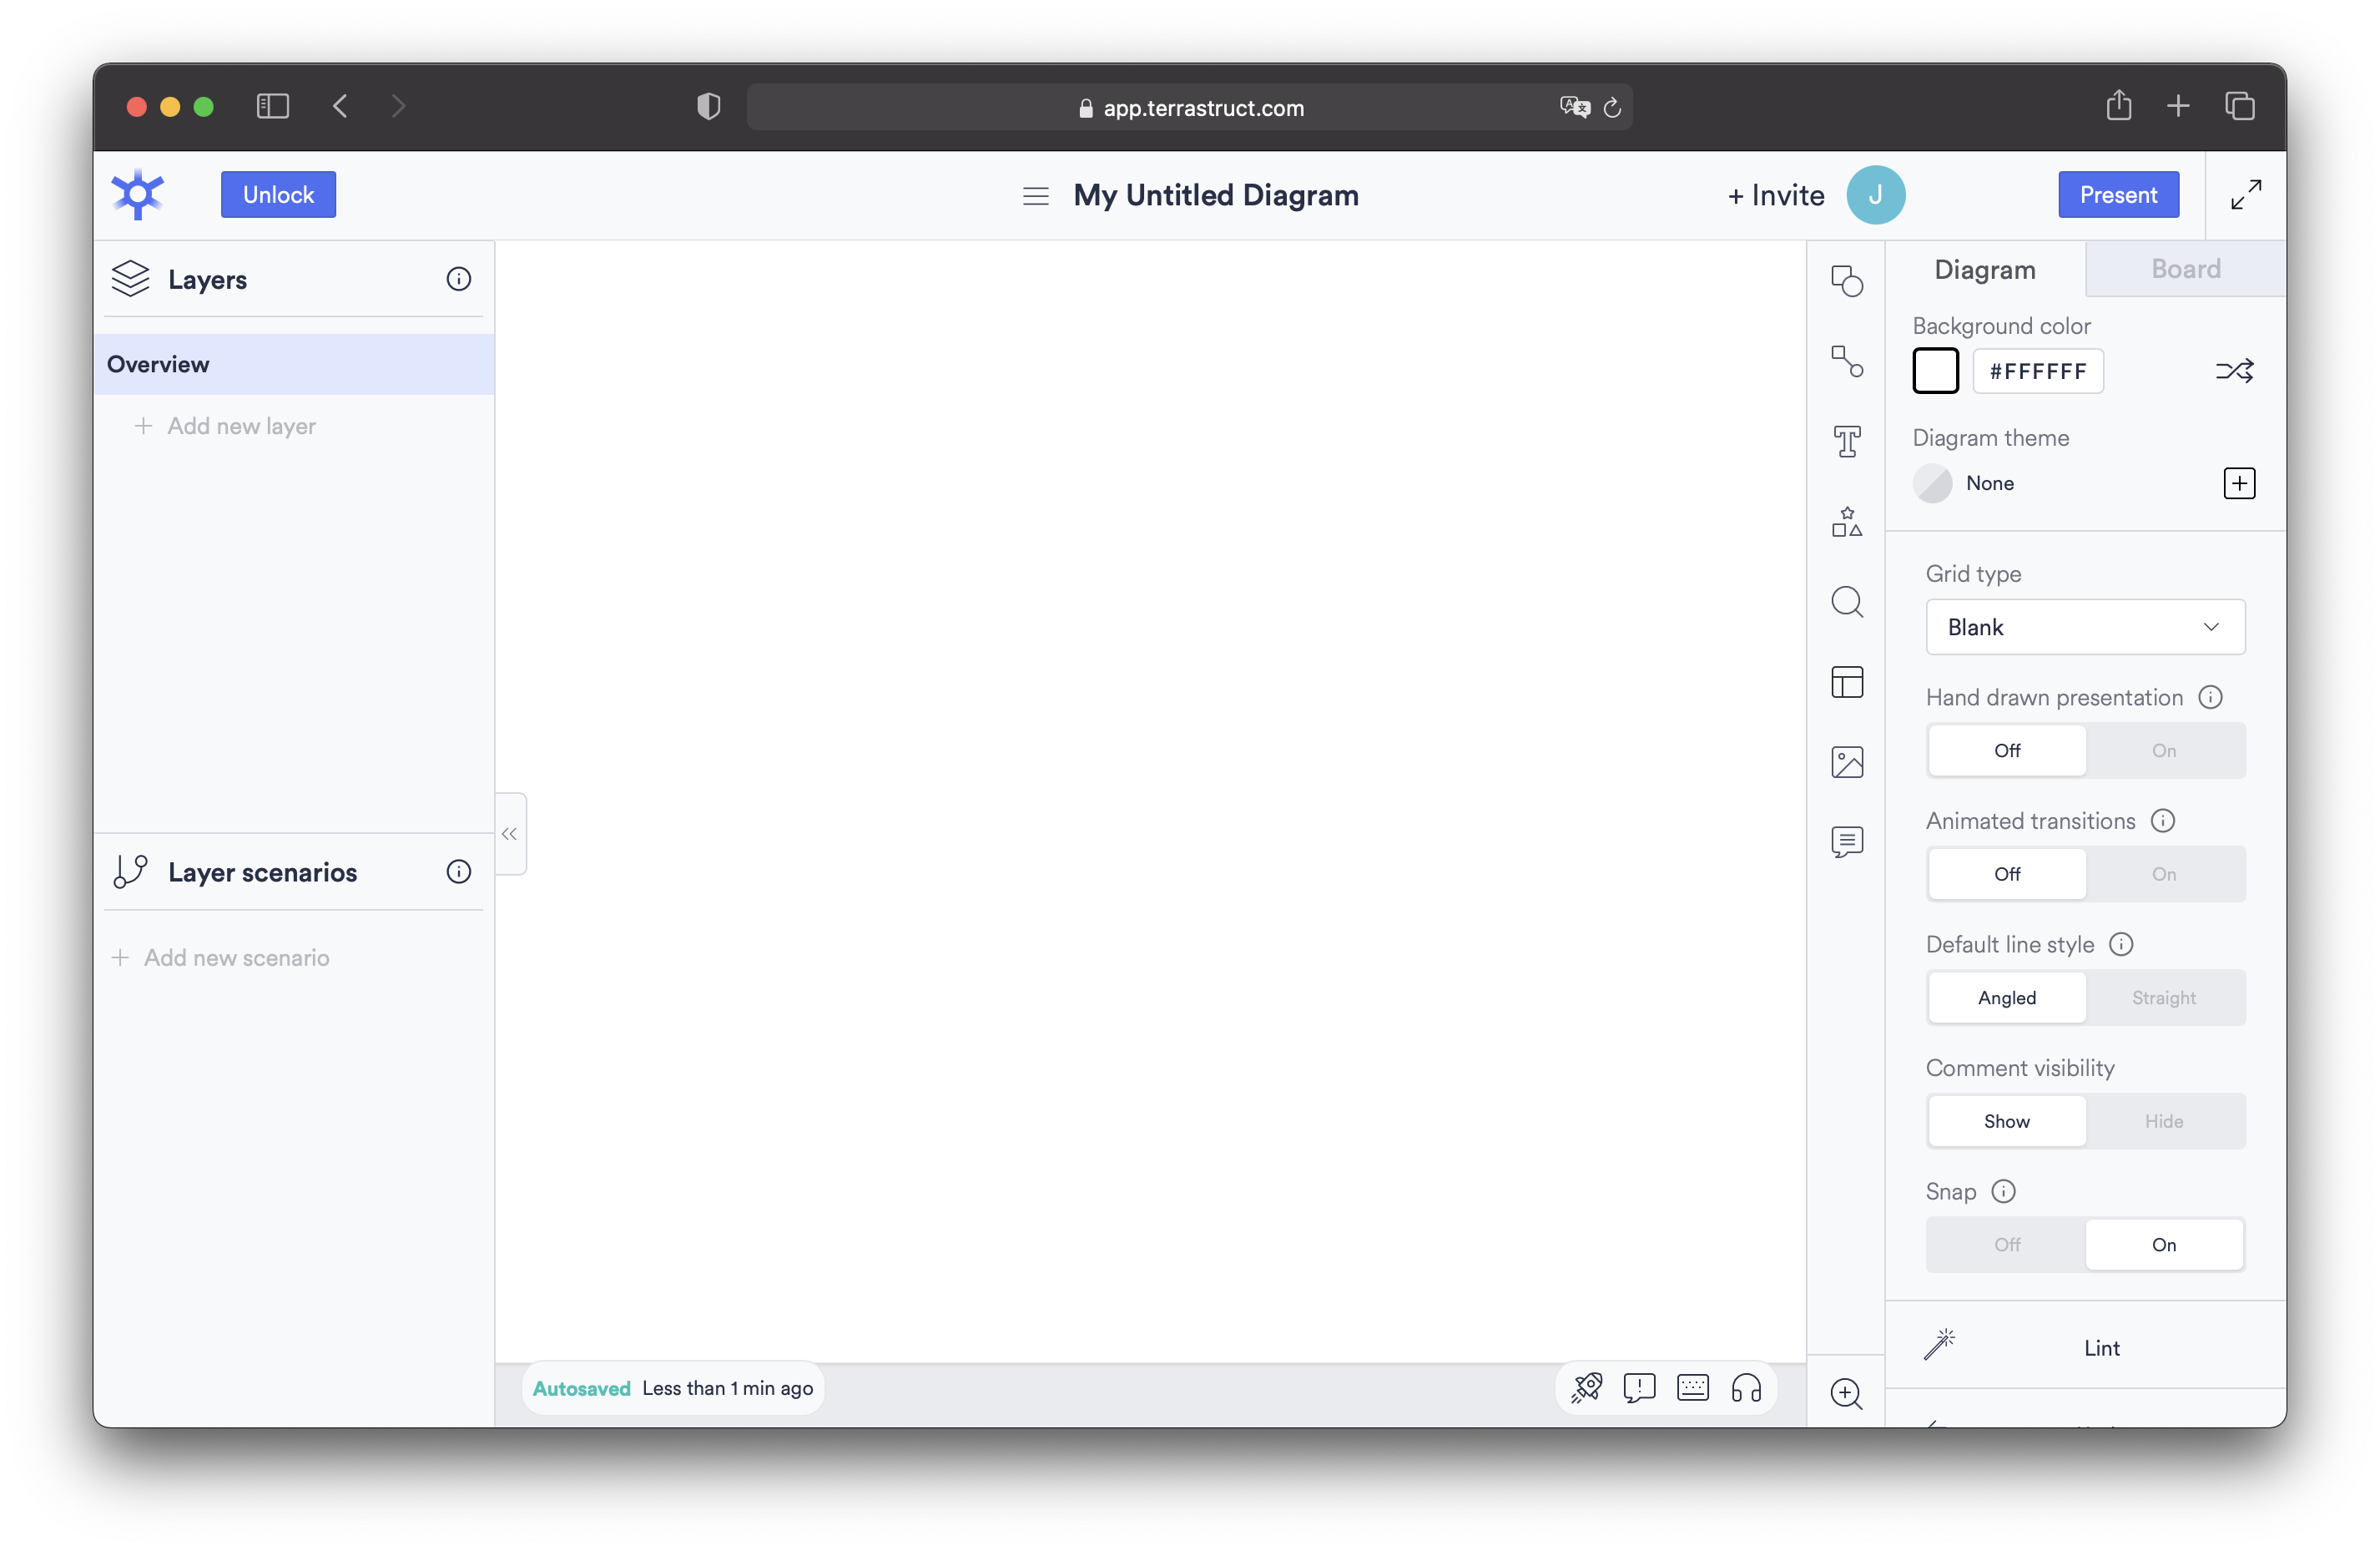 app.terrastruct.com
Unlock
My Untitled Diagram
+ Invite
J
Present
Layers
Overview
+ Add new layer
Layer scenarios
+ Add new scenario
Autosaved Less than 1 min ago
Diagram
Board
Background color
#FFFFFF
Diagram theme
None
Grid type
Blank
Hand drawn presentation
Off On
Animated transitions
Off On
Default line style
Angled Straight
Comment visibility
Show Hide
Snap
Off On
Lint